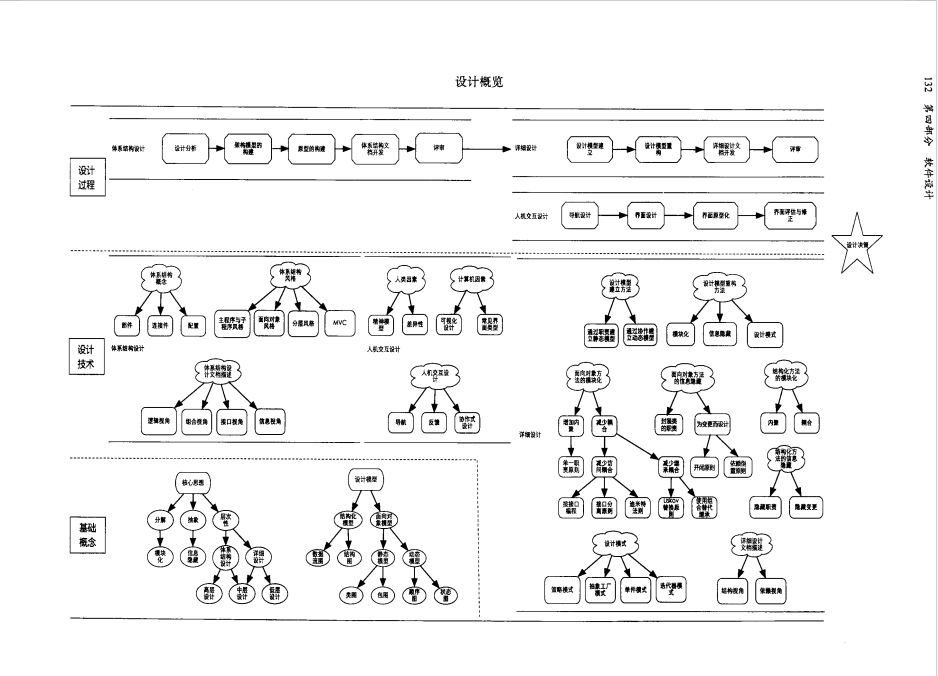 设计概览
132 第四部分 软件设计
设计
过程
体系结构设计
设计分析
架构模型的
构建
原型的构建
体系结构文
档开发
评审
详细设计
设计模型建
立
设计模型重
构
详细设计文
档开发
评审
人机交互设计
导航设计
界面设计
界面原型化
界面评估与修
正
设计决策
设计
技术
体系结构
概念
部件
连接件
配置
体系结构
风格
主程序与子
程序风格
面向对象
风格
分层风格
MVC
体系结构设计
体系结构设
计文档描述
逻辑视角
组合视角
接口视角
信息视角
人类因素
精神模
型
差异性
计算机因素
可视化
设计
常见界
面类型
人机交互设计
人机交互设
计
导航
反馈
协作式
设计
详细设计
设计模型
建立方法
通过职责建
立静态模型
通过协作建
立动态模型
设计模型重构
方法
模块化
信息隐藏
设计模式
面向对象方
法的模块化
增加内
聚
减少耦
合
单一职
责原则
减少访
问耦合
减少继
承耦合
按接口
编程
接口分
离原则
迪米特
法则
Liskov
替换原
则
使用组
合替代
继承
面向对象方法
的信息隐藏
封装类
的职责
为变更而设计
开闭原则
依赖倒
置原则
结构化方法
的模块化
内聚
耦合
结构化方
法的信息
隐藏
隐藏职责
隐藏变更
设计模式
策略模式
抽象工厂
模式
单件模式
迭代器模
式
详细设计
文档描述
结构视角
依赖视角
基础
概念
核心思想
分解
抽象
层次
性
模块
化
信息
隐藏
体系
结构
设计
详细
设计
高层
设计
中层
设计
低层
设计
设计模型
结构化
模型
面向对
象模型
数据
流图
结构
图
静态
模型
动态
模型
类图
包图
顺序
图
状态
图